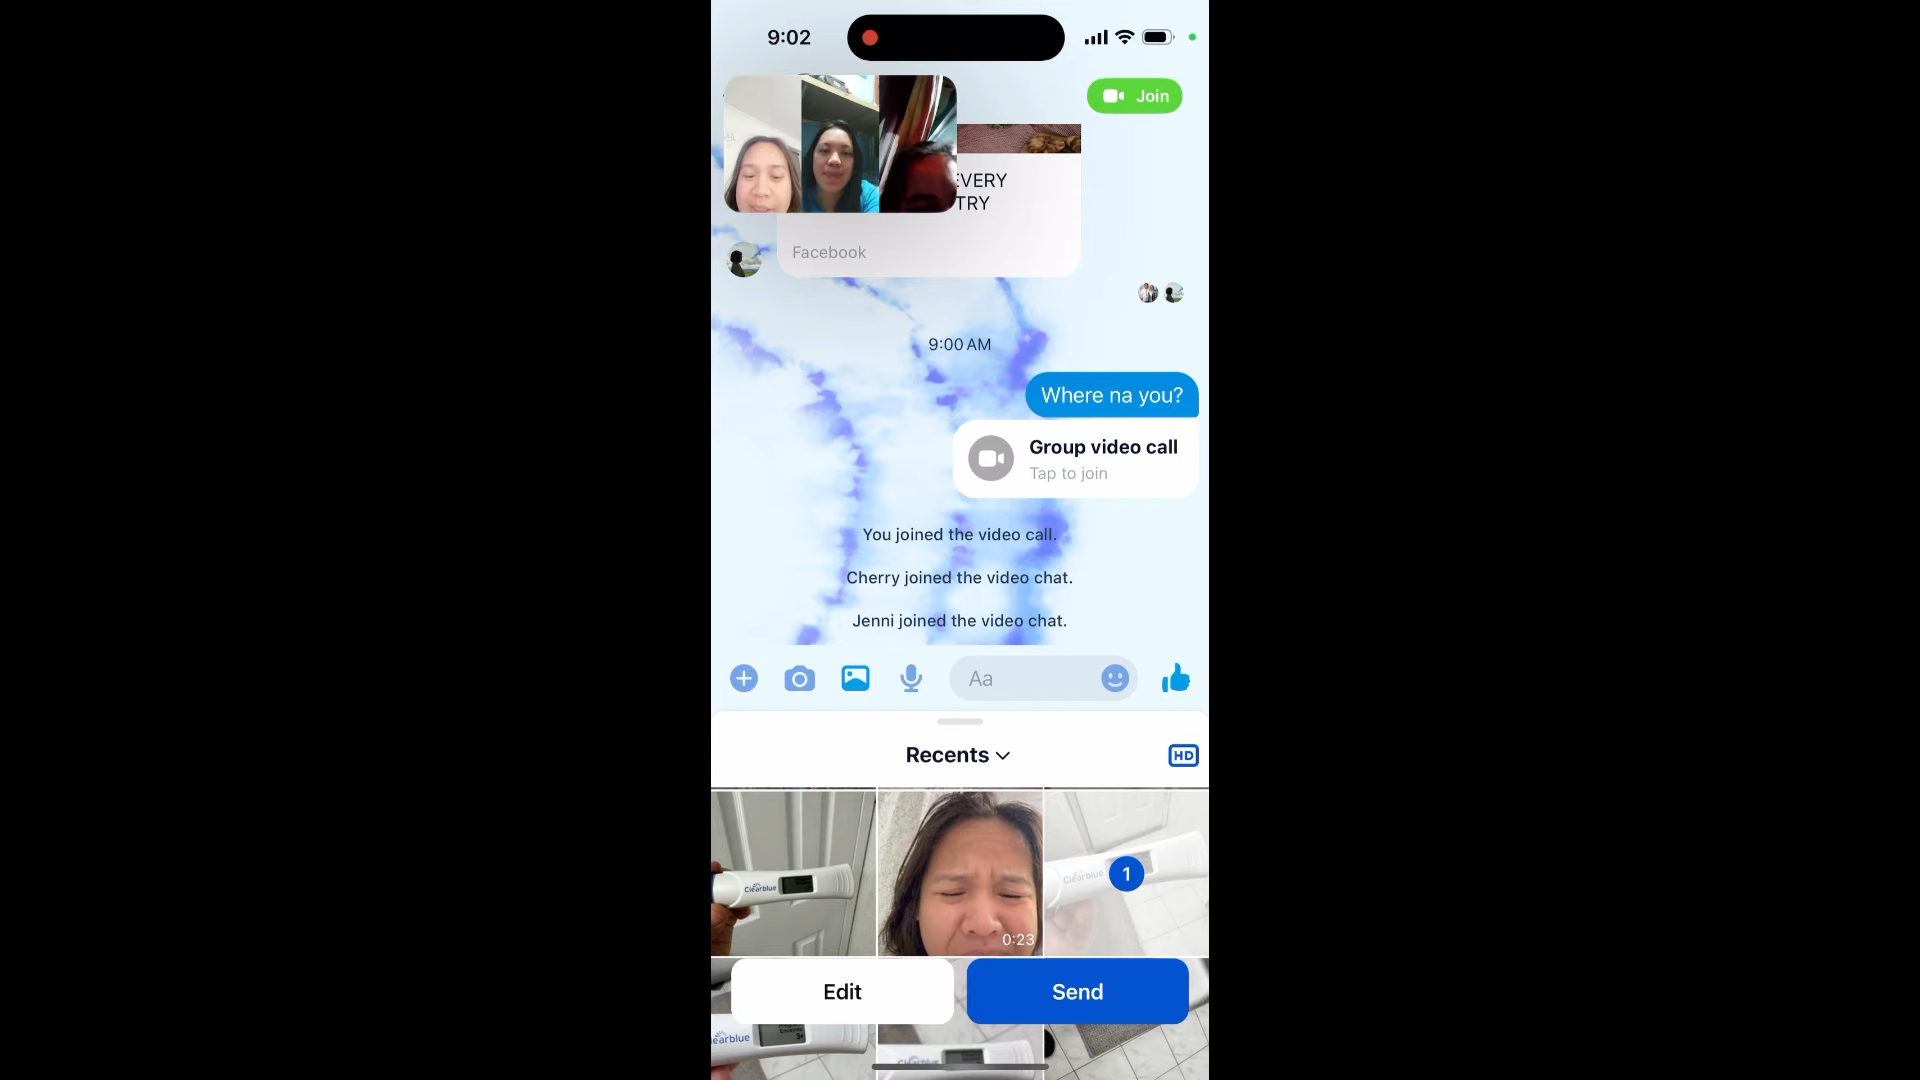 9:02
Join
EVERY
TRY
Facebook
9:00 AM
Where na you?
Group video call
Tap to join
You joined the video call.
Cherry joined the video chat.
Jenni joined the video chat.
Aa
Recents
HD
Clearblue
0:23
Clearblue
1
Edit
Send
earblue
Clearblue